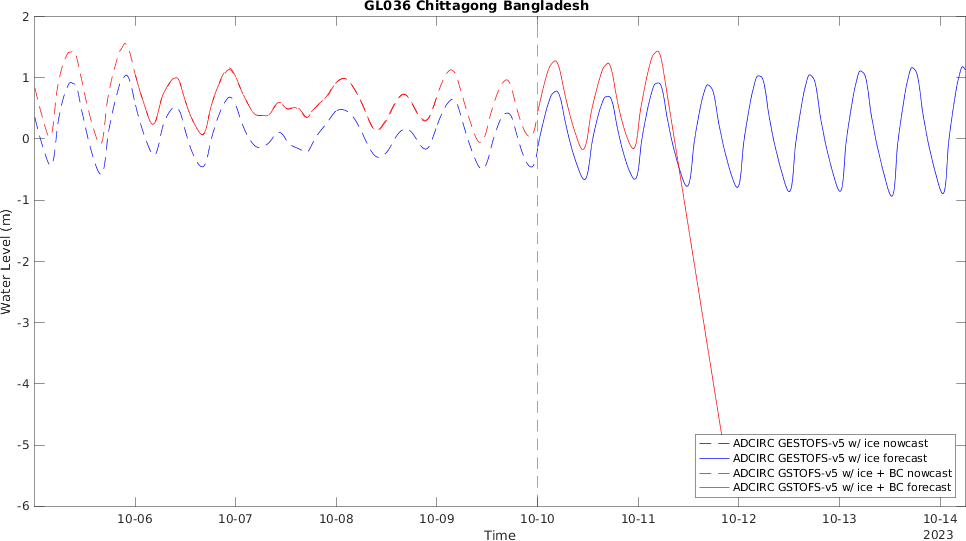 GL036 Chittagong Bangladesh
Water Level (m)
2
1
0
-1
-2
-3
-4
-5
-6
10-06
10-07
10-08
10-09
10-10
10-11
10-12
10-13
10-14
2023
Time
ADCIRC GESTOFS-v5 w/ ice nowcast
ADCIRC GESTOFS-v5 w/ ice forecast
ADCIRC GSTOFS-v5 w/ ice + BC nowcast
ADCIRC GSTOFS-v5 w/ ice + BC forecast